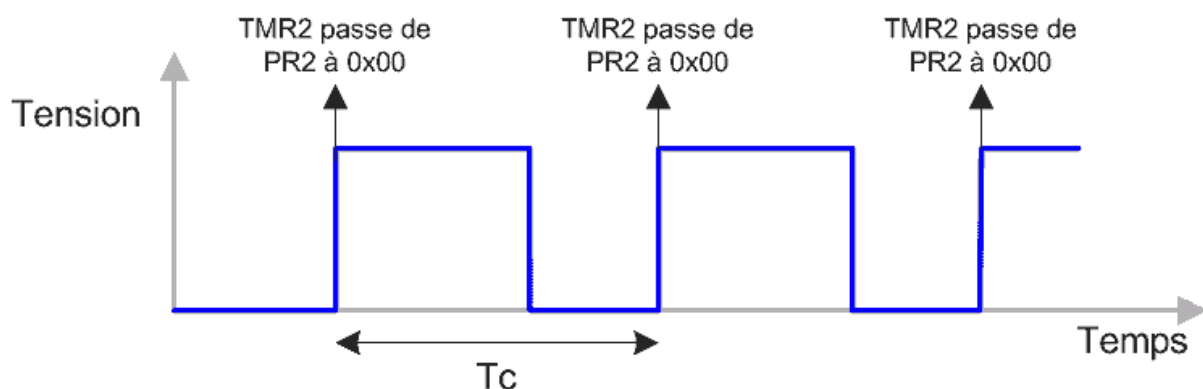 TMR2 passe de
PR2 à 0x00
TMR2 passe de
PR2 à 0x00
TMR2 passe de
PR2 à 0x00
Tension
Temps
Tc